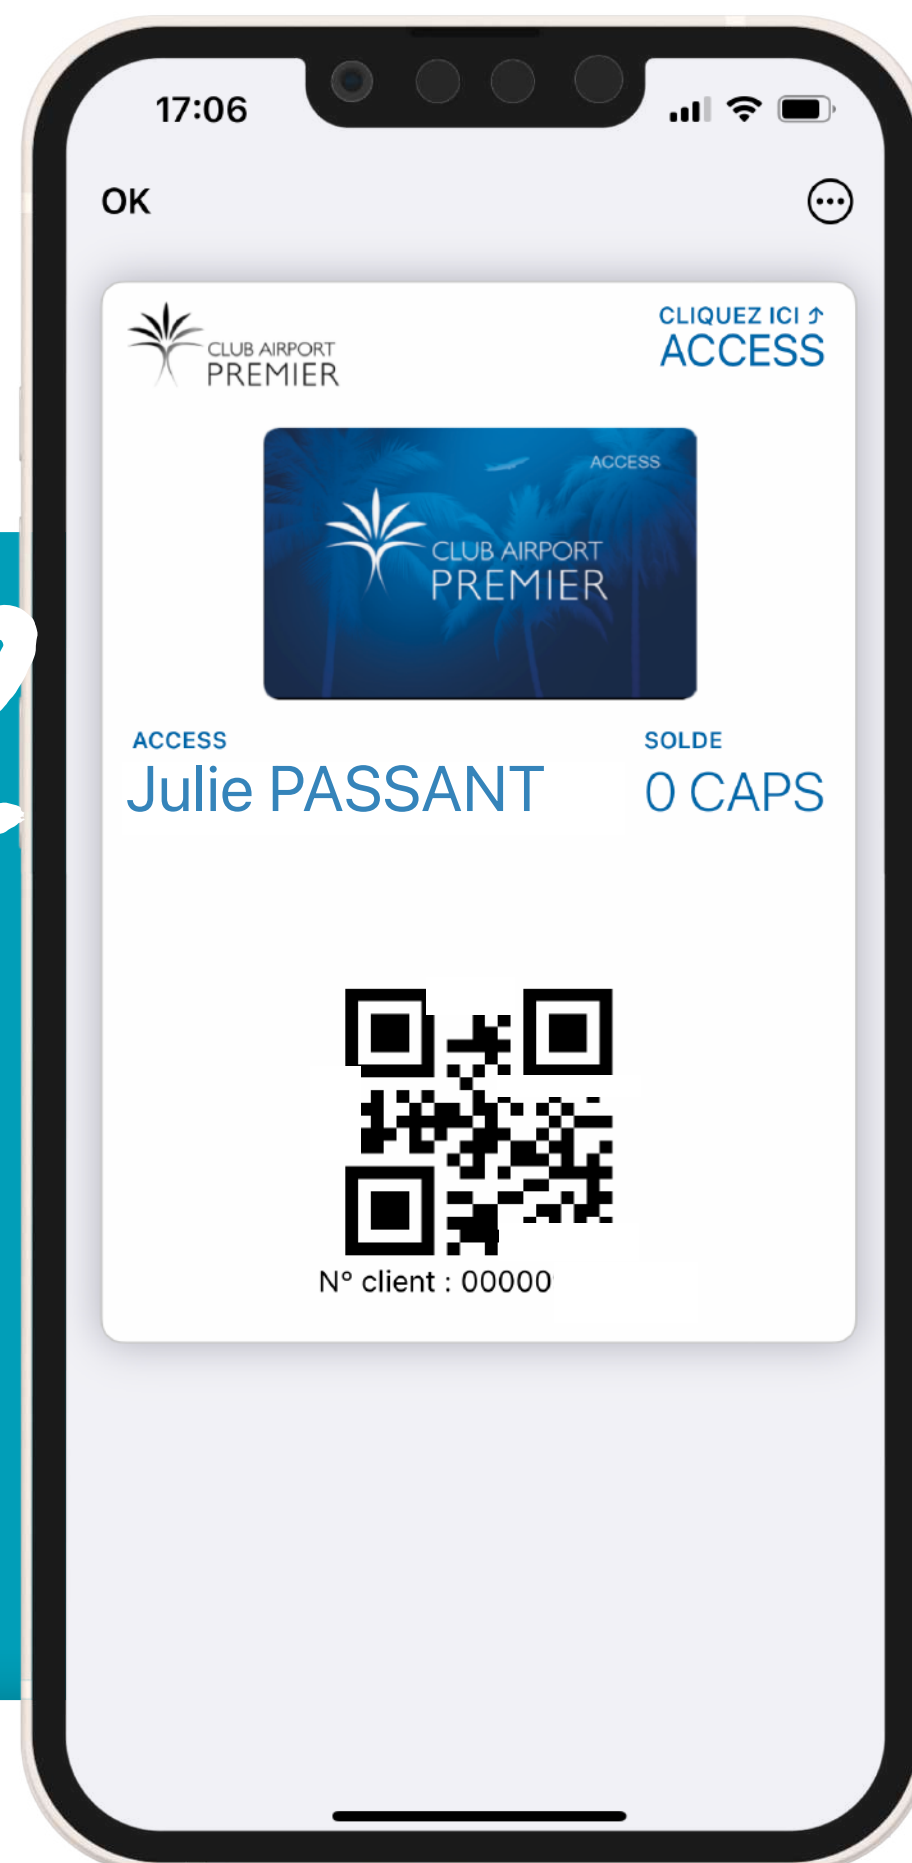 17:06
OK
CLUB AIRPORT
PREMIER
CLIQUEZ ICI
ACCESS
ACCESS
CLUB AIRPORT
PREMIER
ACCESS
SOLDE
Julie PASSANT
0 CAPS
N° client : 00000